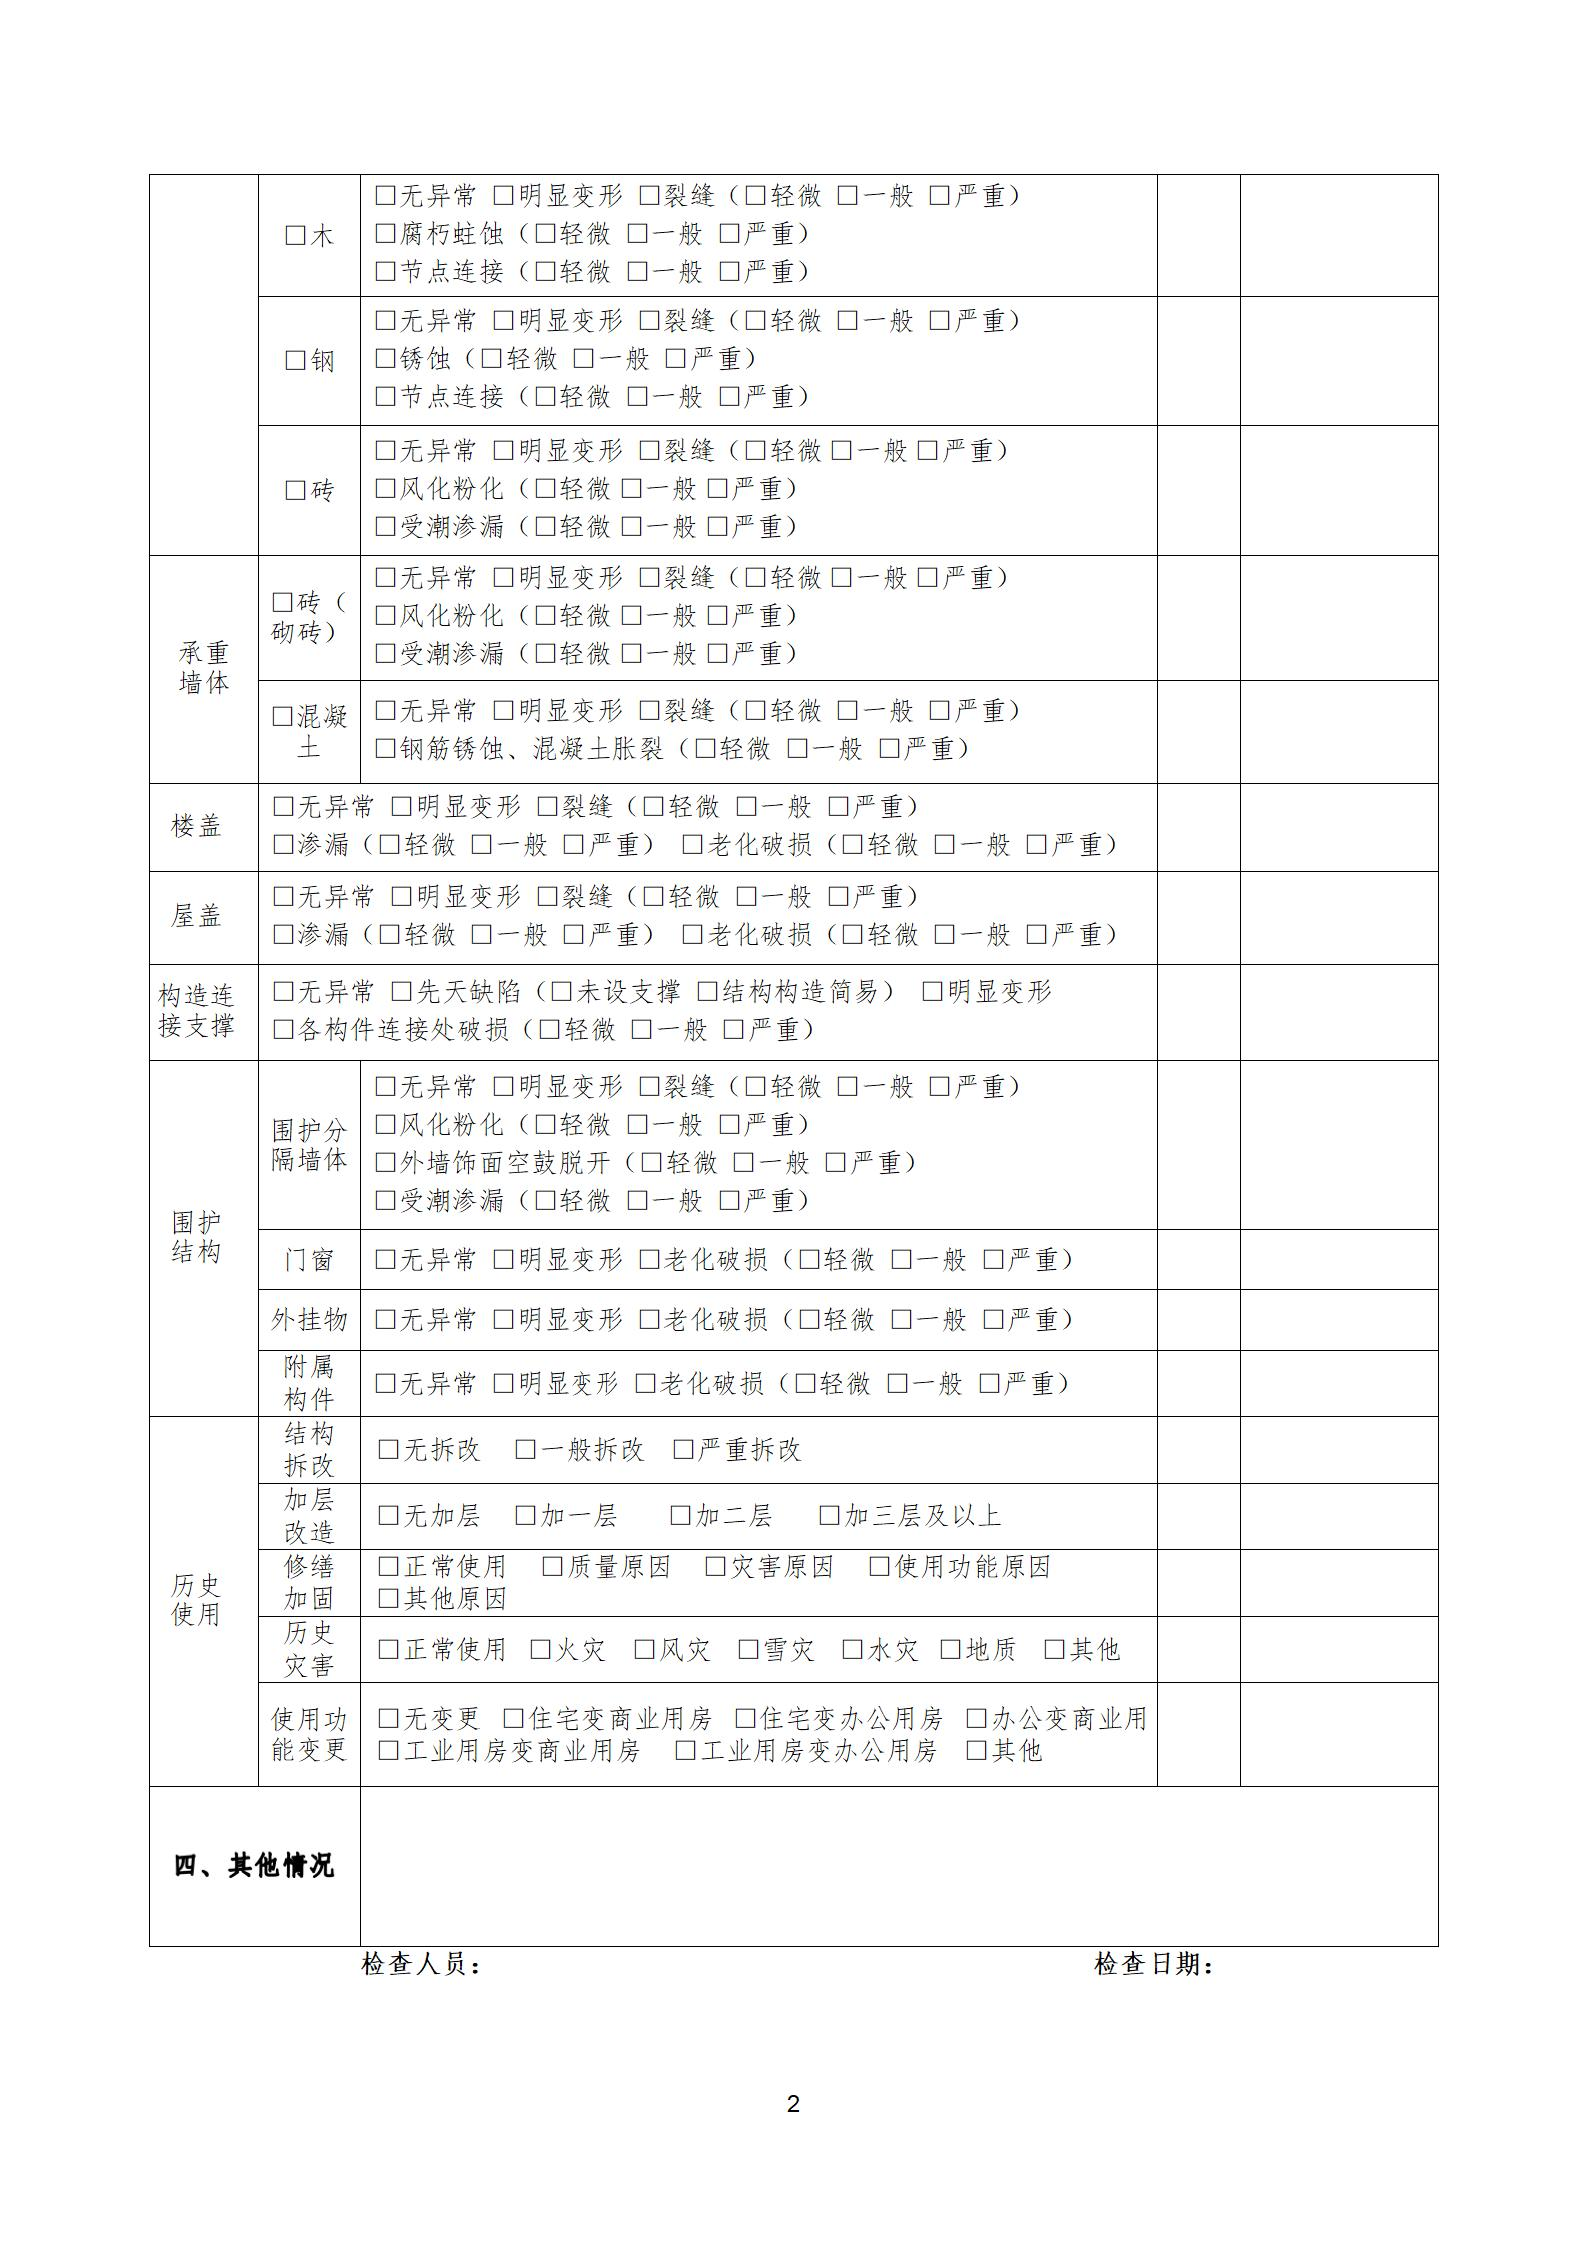 □木
□无异常 □明显变形 □裂缝（□轻微 □一般 □严重）
□腐朽蛀蚀（□轻微 □一般 □严重）
□节点连接（□轻微 □一般 □严重）
□钢
□无异常 □明显变形 □裂缝（□轻微 □一般 □严重）
□锈蚀（□轻微 □一般 □严重）
□节点连接（□轻微 □一般 □严重）
□砖
□无异常 □明显变形 □裂缝（□轻微 □一般 □严重）
□风化粉化（□轻微 □一般 □严重）
□受潮渗漏（□轻微 □一般 □严重）
承重
墙体
□砖（
砌砖）
□无异常 □明显变形 □裂缝（□轻微 □一般 □严重）
□风化粉化（□轻微 □一般 □严重）
□受潮渗漏（□轻微 □一般 □严重）
□混凝
土
□无异常 □明显变形 □裂缝（□轻微 □一般 □严重）
□钢筋锈蚀、混凝土胀裂（□轻微 □一般 □严重）
楼盖
□无异常 □明显变形 □裂缝（□轻微 □一般 □严重）
□渗漏（□轻微 □一般 □严重） □老化破损（□轻微 □一般 □严重）
屋盖
□无异常 □明显变形 □裂缝（□轻微 □一般 □严重）
□渗漏（□轻微 □一般 □严重） □老化破损（□轻微 □一般 □严重）
构造连
接支撑
□无异常 □先天缺陷（□未设支撑 □结构构造简易） □明显变形
□各构件连接处破损（□轻微 □一般 □严重）
围护
结构
围护分
隔墙体
□无异常 □明显变形 □裂缝（□轻微 □一般 □严重）
□风化粉化（□轻微 □一般 □严重）
□外墙饰面空鼓脱开（□轻微 □一般 □严重）
□受潮渗漏（□轻微 □一般 □严重）
门窗
□无异常 □明显变形 □老化破损（□轻微 □一般 □严重）
外挂物
□无异常 □明显变形 □老化破损（□轻微 □一般 □严重）
附属
构件
□无异常 □明显变形 □老化破损（□轻微 □一般 □严重）
历史
使用
结构
拆改
□无拆改 □一般拆改 □严重拆改
加层
改造
□无加层 □加一层 □加二层 □加三层及以上
修缮
加固
□正常使用 □质量原因 □灾害原因 □使用功能原因
□其他原因
历史
灾害
□正常使用 □火灾 □风灾 □雪灾 □水灾 □地质 □其他
使用功
能变更
□无变更 □住宅变商业用房 □住宅变办公用房 □办公变商业用
□工业用房变商业用房 □工业用房变办公用房 □其他
四、其他情况
检查人员： 检查日期：
2